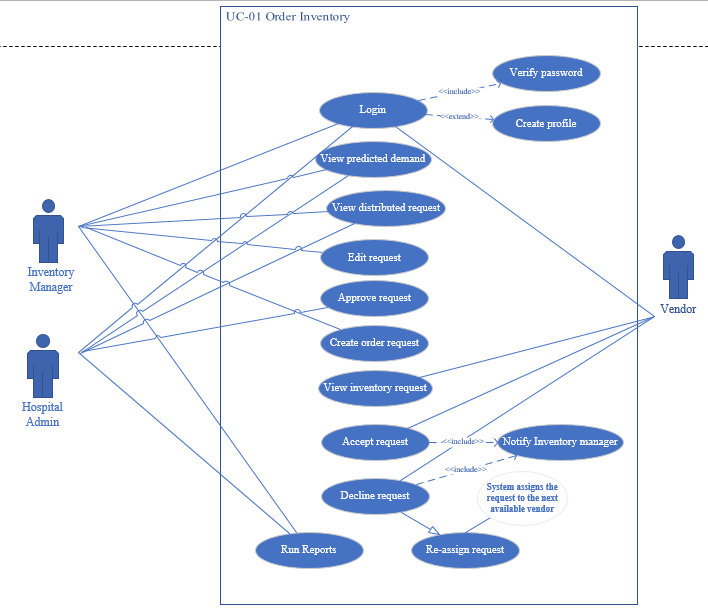 UC-01 Order Inventory
Verify password
<<include>>
Login
<<extend>>
Create profile
View predicted demand
View distributed request
Inventory
Manager
Edit request
Approve request
Vendor
Create order request
View inventory request
Hospital
Admin
Accept request
<<include>>
Notify Inventory manager
<<include>>
Decline request
System assigns the
request to the next
available vendor
Run Reports
Re-assign request